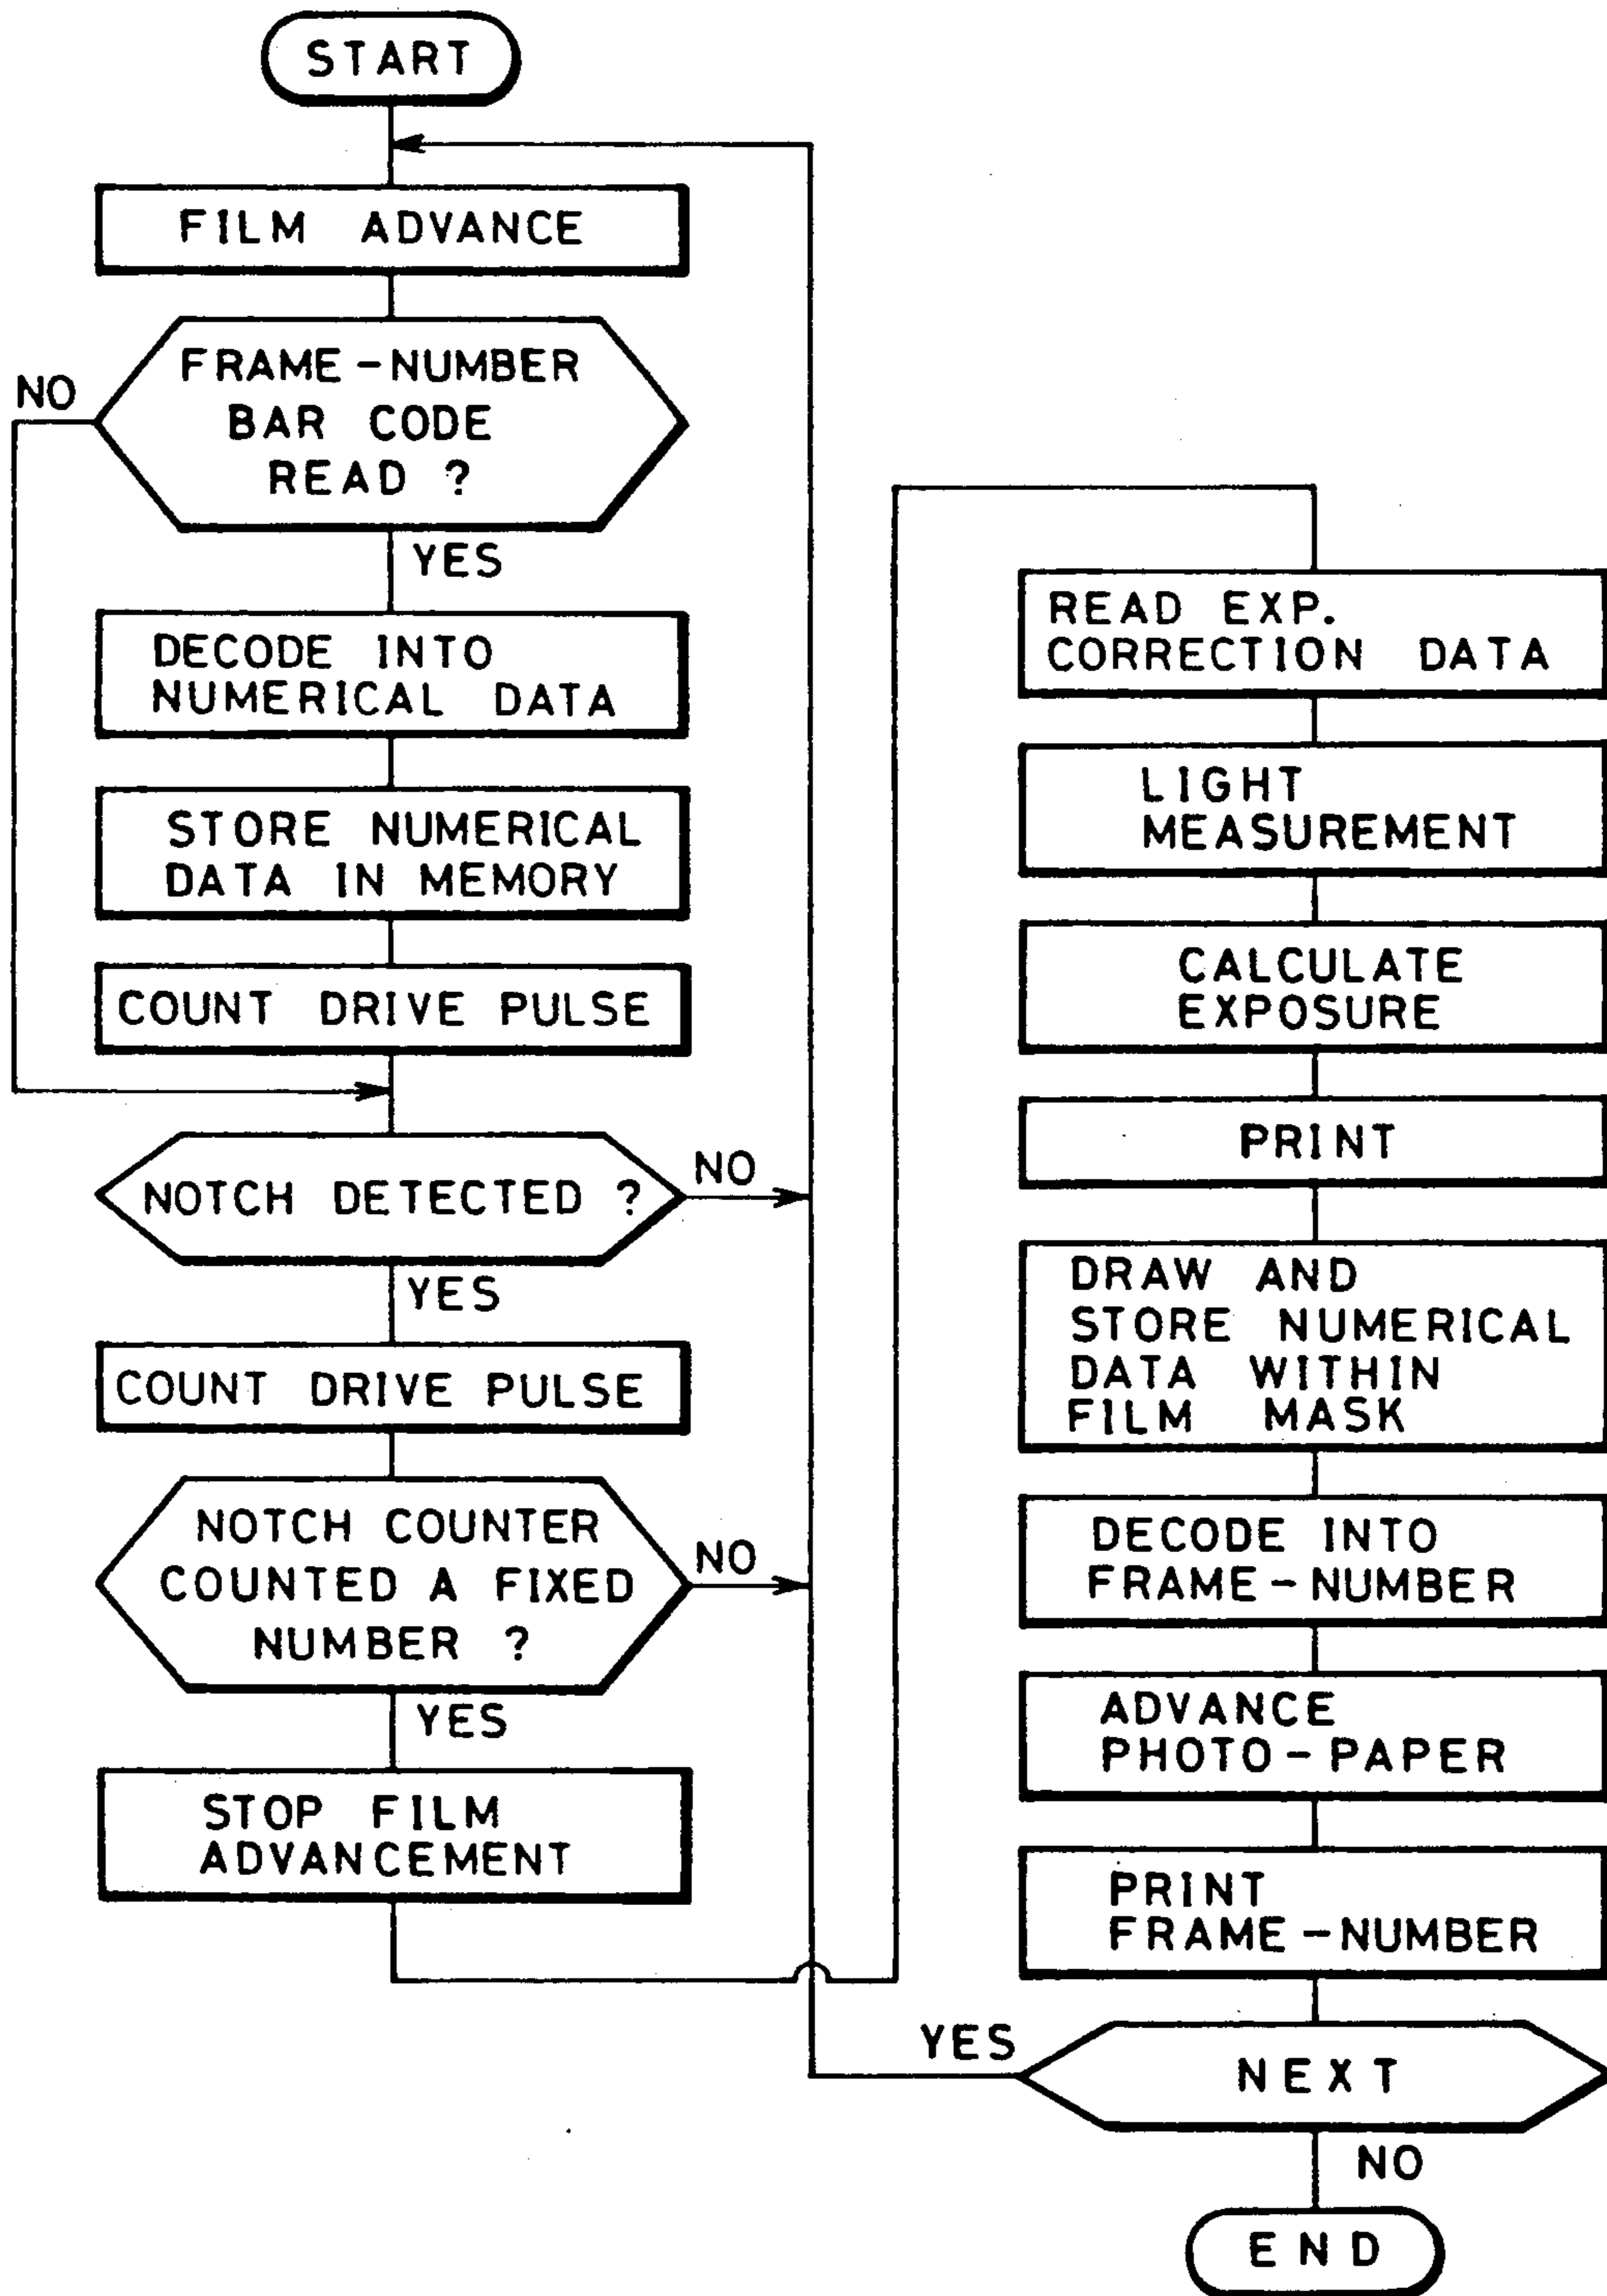 START
FILM ADVANCE
FRAME-NUMBER
BAR CODE
READ ?
NO
YES
DECODE INTO
NUMERICAL DATA
STORE NUMERICAL
DATA IN MEMORY
COUNT DRIVE PULSE
NOTCH DETECTED ?
NO
YES
COUNT DRIVE PULSE
NOTCH COUNTER
COUNTED A FIXED
NUMBER ?
NO
YES
STOP FILM
ADVANCEMENT
READ EXP.
CORRECTION DATA
LIGHT
MEASUREMENT
CALCULATE
EXPOSURE
PRINT
DRAW AND
STORE NUMERICAL
DATA WITHIN
FILM MASK
DECODE INTO
FRAME-NUMBER
ADVANCE
PHOTO-PAPER
PRINT
FRAME-NUMBER
YES
NEXT
NO
END